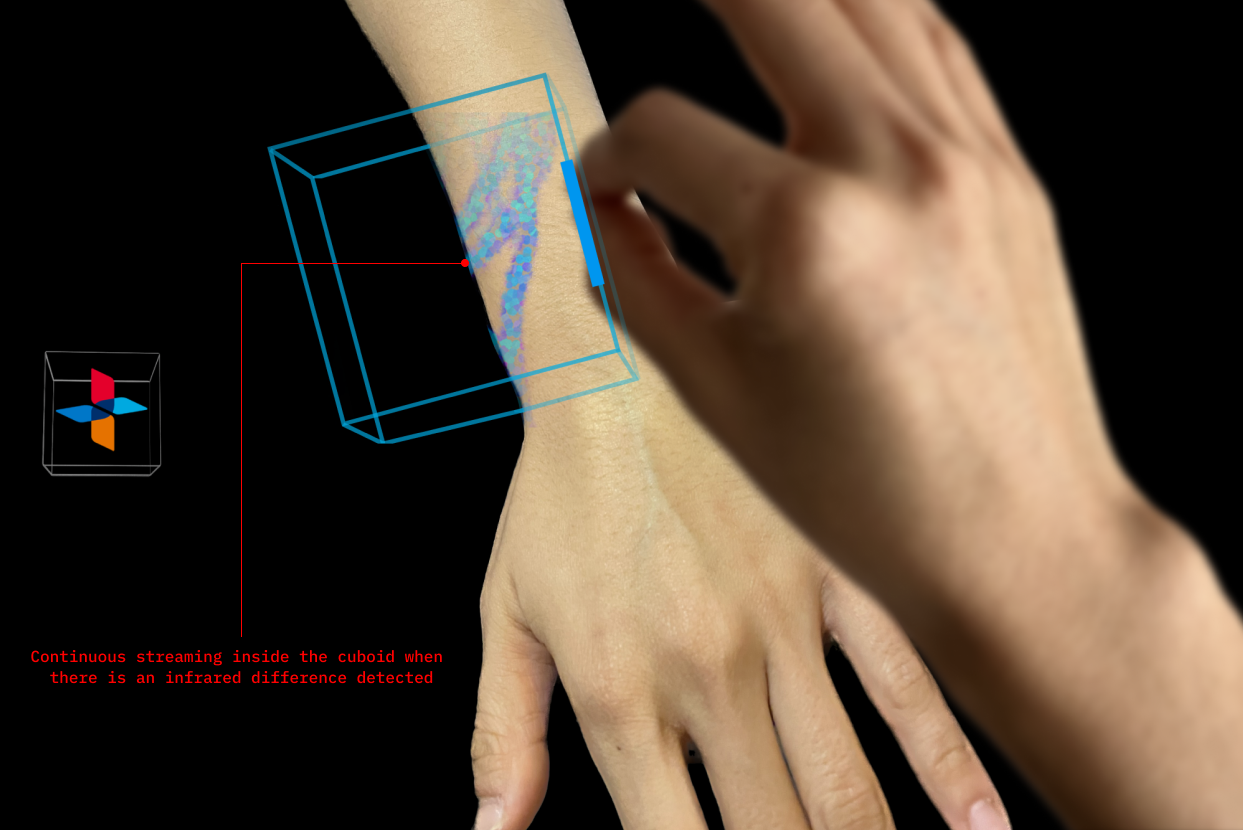 Continuous streaming inside the cuboid when
there is an infrared difference detected